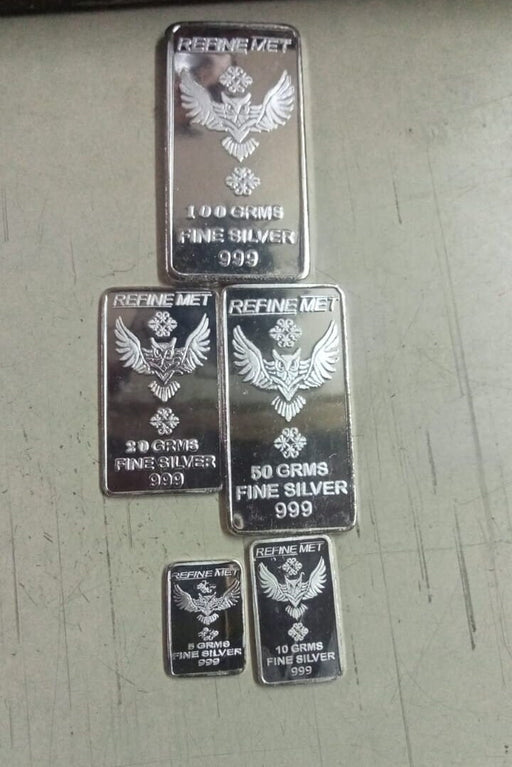 REFINE MET
100 GRMS
FINE SILVER
999
REFINE MET
20 GRMS
FINE SILVER
999
REFINE MET
50 GRMS
FINE SILVER
999
REFINE MET
5 GRMS
FINE SILVER
999
REFINE MET
10 GRMS
FINE SILVER
999